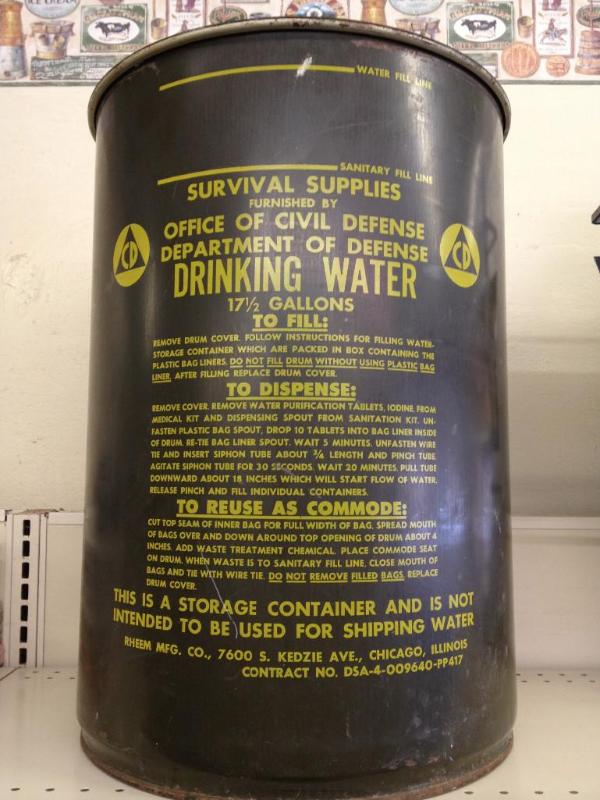 ICE CREAM
WATER FILL LINE
SANITARY FILL LINE
SURVIVAL SUPPLIES
FURNISHED BY
OFFICE OF CIVIL DEFENSE
DEPARTMENT OF DEFENSE
CD
CD
DRINKING WATER
17½ GALLONS
TO FILL:
REMOVE DRUM COVER. FOLLOW INSTRUCTIONS FOR FILLING WATER-
STORAGE CONTAINER WHICH ARE PACKED IN BOX CONTAINING THE
PLASTIC BAG LINERS. DO NOT FILL DRUM WITHOUT USING PLASTIC BAG
LINER. AFTER FILLING REPLACE DRUM COVER.
TO DISPENSE:
REMOVE COVER. REMOVE WATER PURIFICATION TABLETS, IODINE, FROM
MEDICAL KIT AND DISPENSING SPOUT FROM SANITATION KIT. UN-
FASTEN PLASTIC BAG SPOUT, DROP 10 TABLETS INTO BAG LINER INSIDE
OF DRUM. RE-TIE BAG LINER SPOUT. WAIT 5 MINUTES. UNFASTEN WIRE
TIE AND INSERT SIPHON TUBE ABOUT ¾ LENGTH AND PINCH TUBE
AGITATE SIPHON TUBE FOR 30 SECONDS. WAIT 20 MINUTES. PULL TUBE
DOWNWARD ABOUT 18 INCHES WHICH WILL START FLOW OF WATER.
RELEASE PINCH AND FILL INDIVIDUAL CONTAINERS.
TO REUSE AS COMMODE:
CUT TOP SEAM OF INNER BAG FOR FULL WIDTH OF BAG. SPREAD MOUTH
OF BAGS OVER AND DOWN AROUND TOP OPENING OF DRUM ABOUT 4
INCHES. ADD WASTE TREATMENT CHEMICAL. PLACE COMMODE SEAT
ON DRUM. WHEN WASTE IS TO SANITARY FILL LINE, CLOSE MOUTH OF
BAGS AND TIE WITH WIRE TIE. DO NOT REMOVE FILLED BAGS. REPLACE
DRUM COVER.
THIS IS A STORAGE CONTAINER AND IS NOT
INTENDED TO BE USED FOR SHIPPING WATER
RHEEM MFG. CO., 7600 S. KEDZIE AVE., CHICAGO, ILLINOIS
CONTRACT NO. DSA-4-009640-PP417